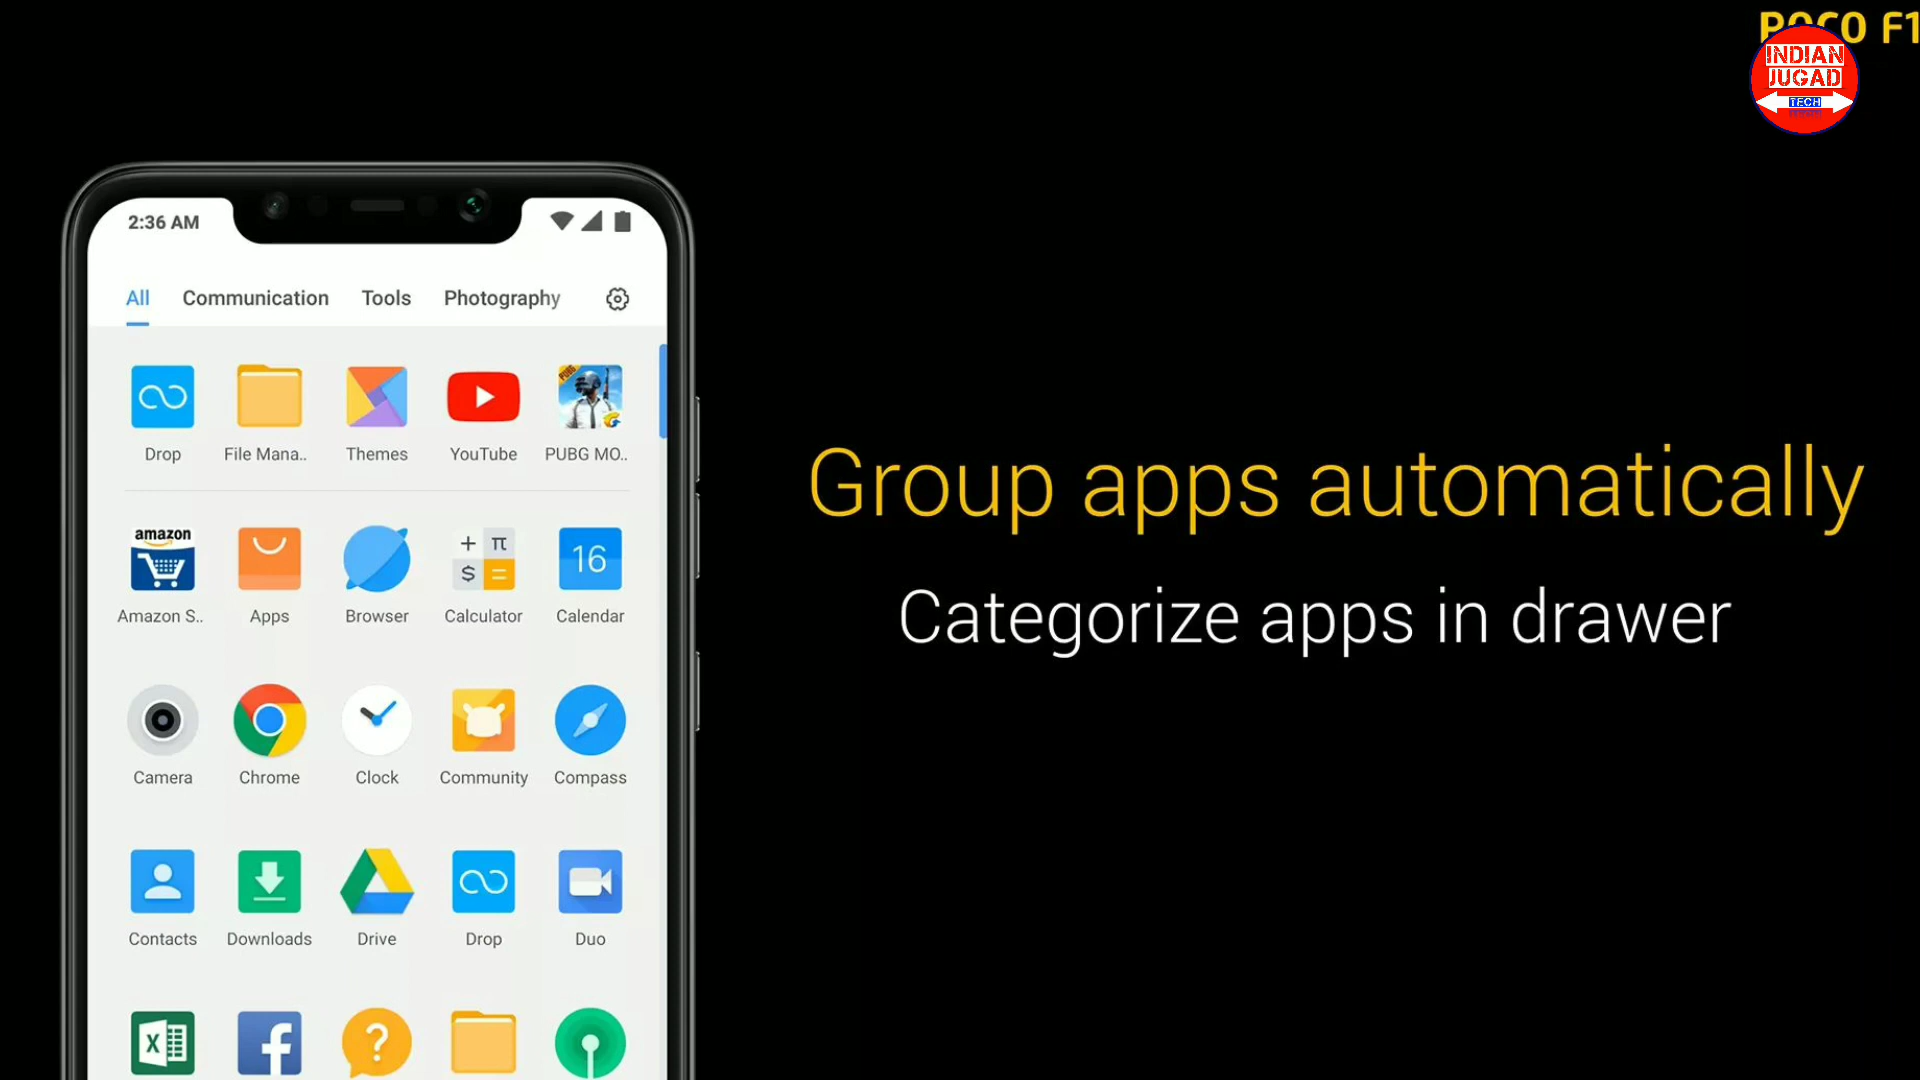 POCO F1
INDIAN
JUGAD
TECH
2:36 AM
All Communication Tools Photography
PUBG
Drop File Mana.. Themes YouTube PUBG MO..
Group apps automatically
amazon
+ π
$ =
16
Amazon S.. Apps Browser Calculator Calendar
Categorize apps in drawer
Camera Chrome Clock Community Compass
Contacts Downloads Drive Drop Duo
X f ?